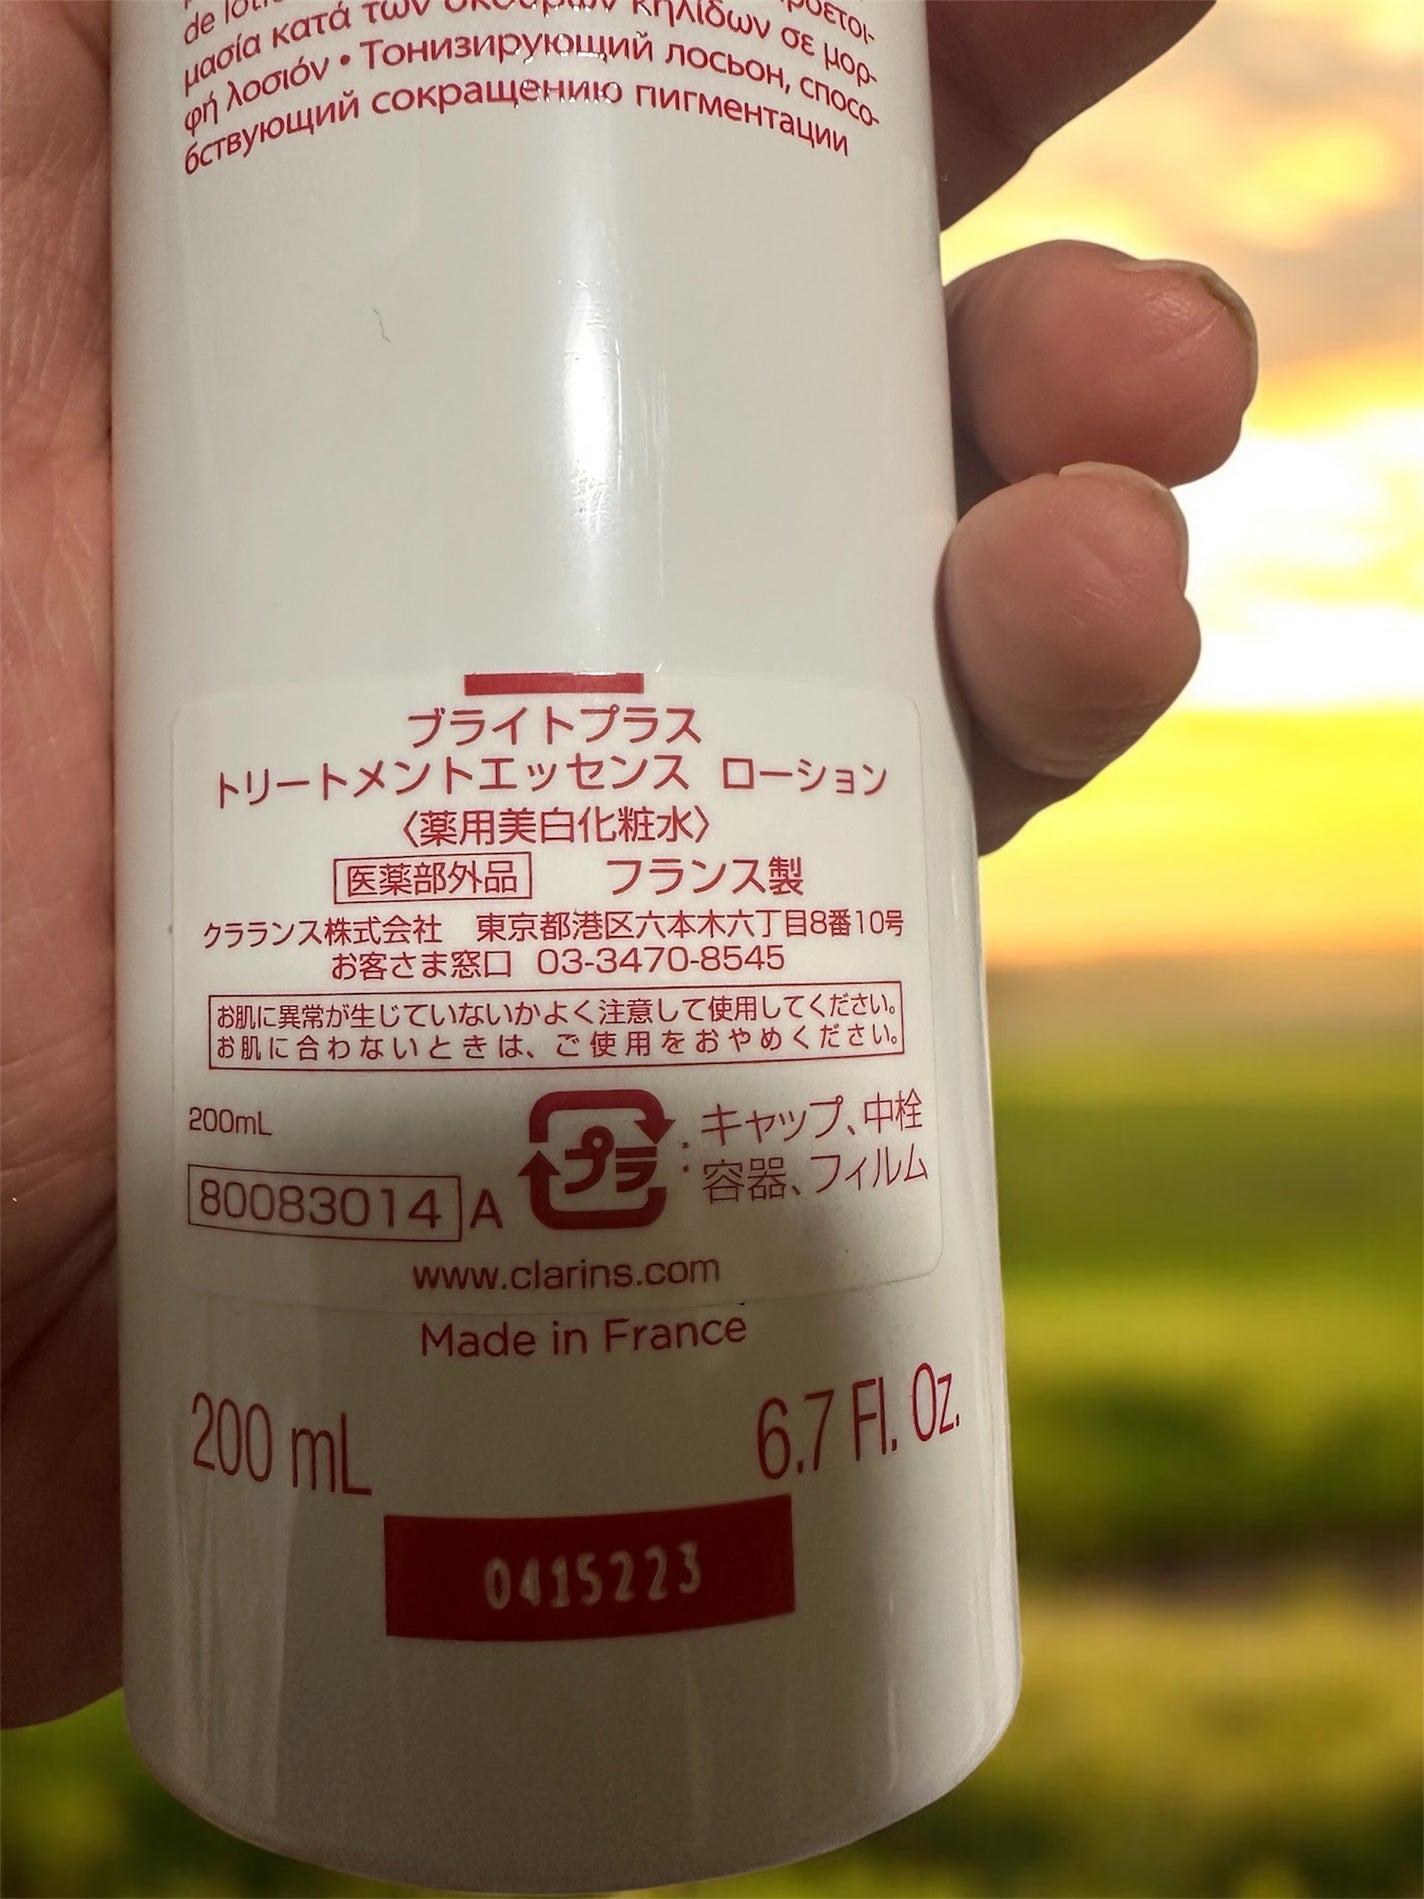 de loti
μασία κατά των σκούρων κηλίδων σε μορ-
φή λοσιόν • Тонизирующий лосьон, спосо-
бствующий сокращению пигментации
ブライトプラス
トリートメントエッセンス ローション
〈薬用美白化粧水〉
医薬部外品 フランス製
クラランス株式会社 東京都港区六本木六丁目8番10号
お客さま窓口 03-3470-8545
お肌に異常が生じていないかよく注意して使用してください。
お肌に合わないときは、ご使用をおやめください。
200mL
プラ : キャップ、中栓
容器、フィルム
80083014 A
www.clarins.com
Made in France
200 mL 6.7 Fl. Oz.
0415223